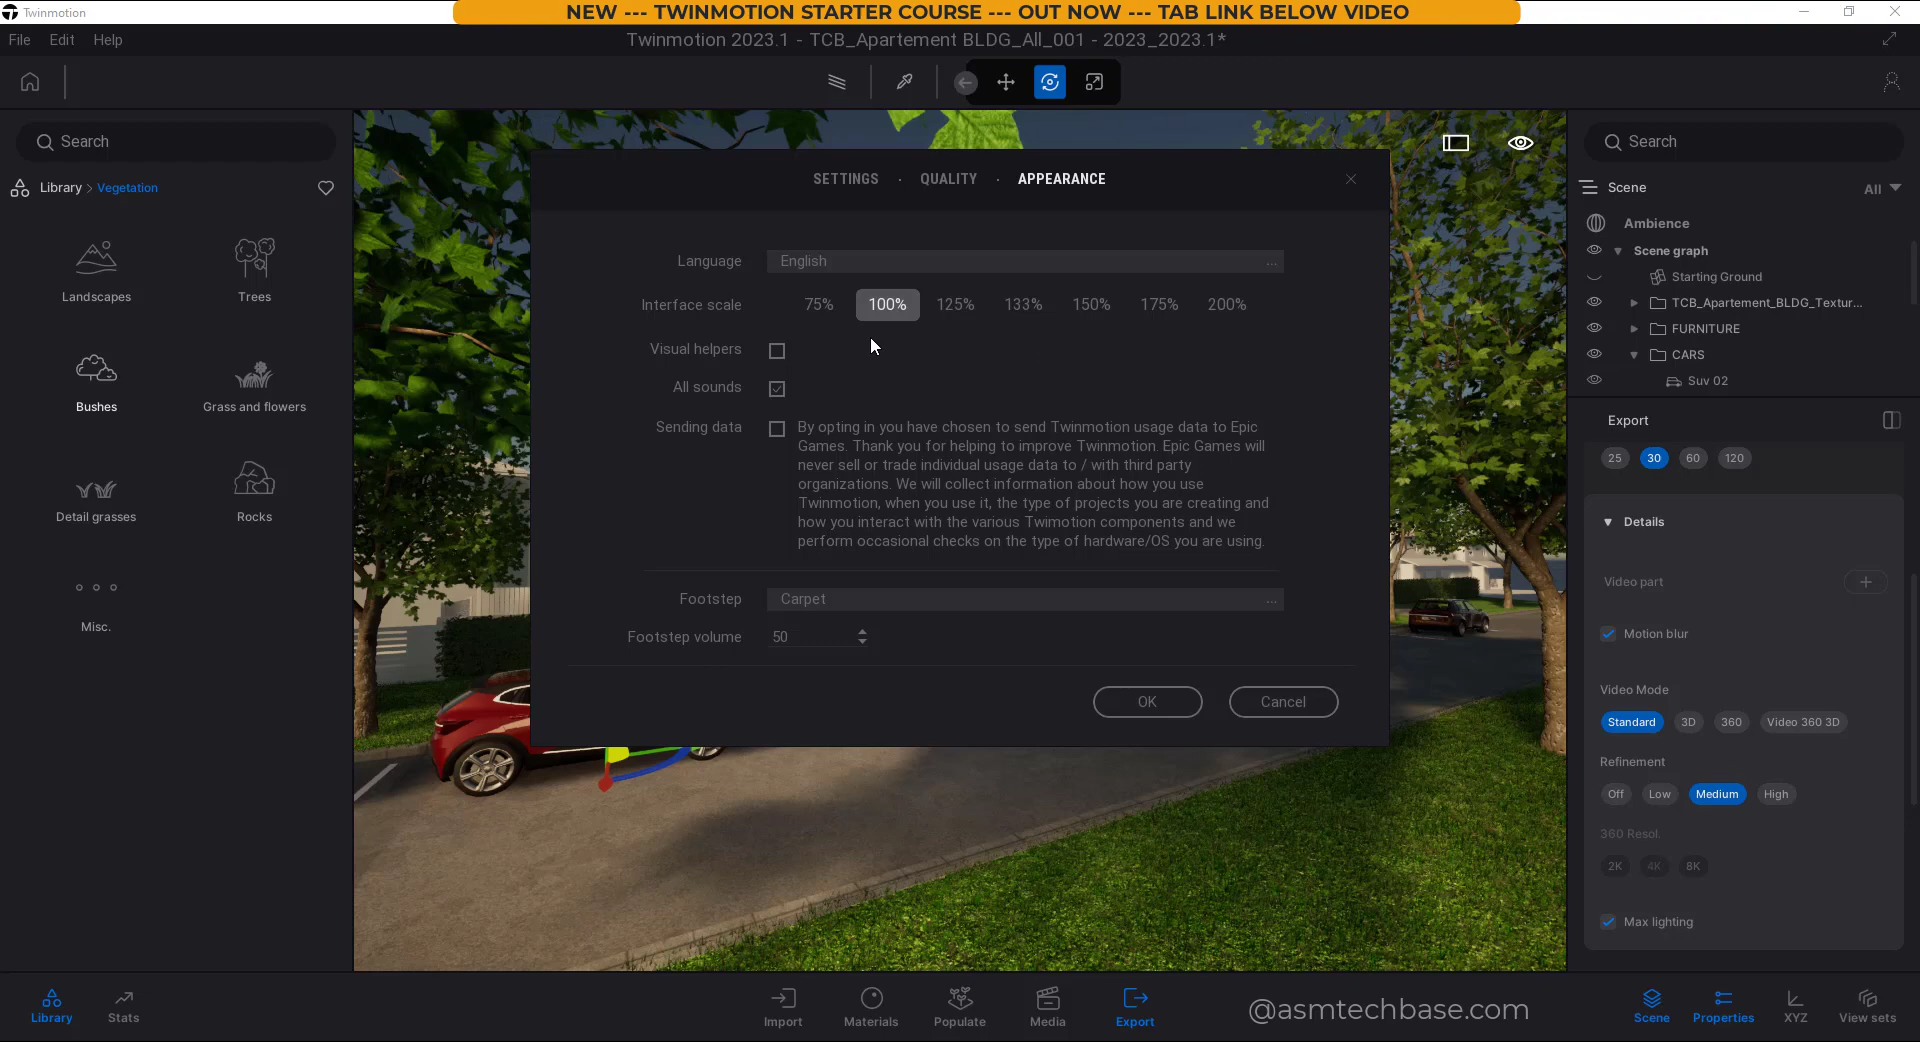 Twinmotion
NEW --- TWINMOTION STARTER COURSE --- OUT NOW --- TAB LINK BELOW VIDEO
File Edit Help
Twinmotion 2023.1 - TCB_Apartement BLDG_All_001 - 2023_2023.1*
Search
Library > Vegetation
Landscapes
Trees
Bushes
Grass and flowers
Detail grasses
Rocks
Misc.
SETTINGS · QUALITY · APPEARANCE
Language English ...
Interface scale 75% 100% 125% 133% 150% 175% 200%
Visual helpers
All sounds
Sending data
By opting in you have chosen to send Twinmotion usage data to Epic
Games. Thank you for helping to improve Twinmotion. Epic Games will
never sell or trade individual usage data to / with third party
organizations. We will collect information about how you use
Twinmotion, when you use it, the type of projects you are creating and
how you interact with the various Twimotion components and we
perform occasional checks on the type of hardware/OS you are using.
Footstep Carpet ...
Footstep volume 50
OK Cancel
Search
Scene All
Ambience
Scene graph
Starting Ground
TCB_Apartement_BLDG_Textur...
FURNITURE
CARS
Suv 02
Export
25 30 60 120
Details
Video part +
Motion blur
Video Mode
Standard 3D 360 Video 360 3D
Refinement
Off Low Medium High
360 Resol.
2K 4K 8K
Max lighting
Library Stats
Import Materials Populate Media Export
@asmtechbase.com
Scene Properties XYZ View sets